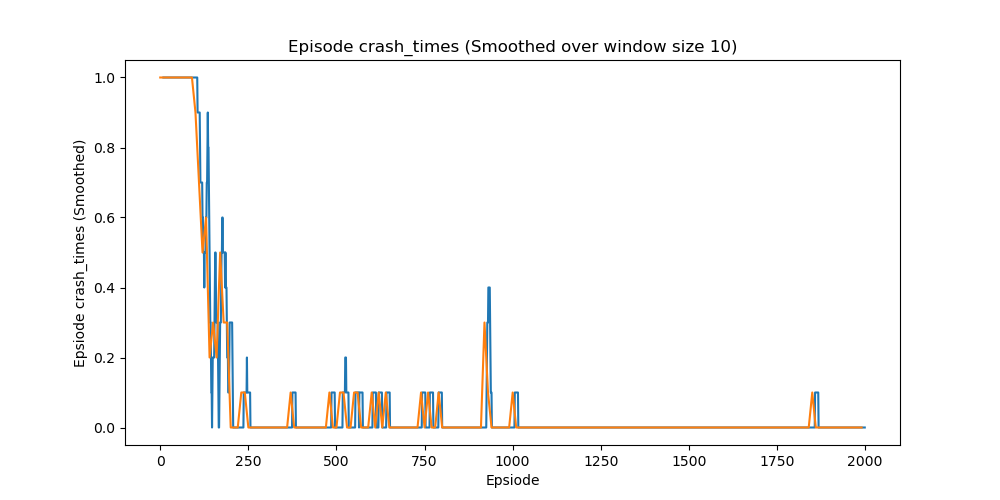 Episode crash_times (Smoothed over window size 10)
Epsiode crash_times (Smoothed)
1.0
0.8
0.6
0.4
0.2
0.0
0 250 500 750 1000 1250 1500 1750 2000
Epsiode